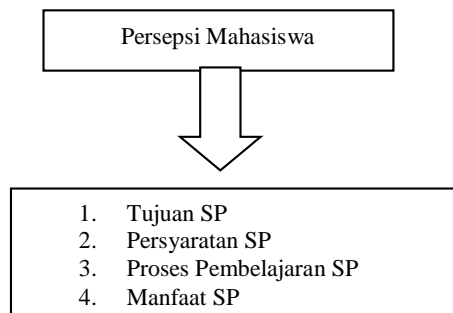 Persepsi Mahasiswa
1. Tujuan SP
2. Persyaratan SP
3. Proses Pembelajaran SP
4. Manfaat SP